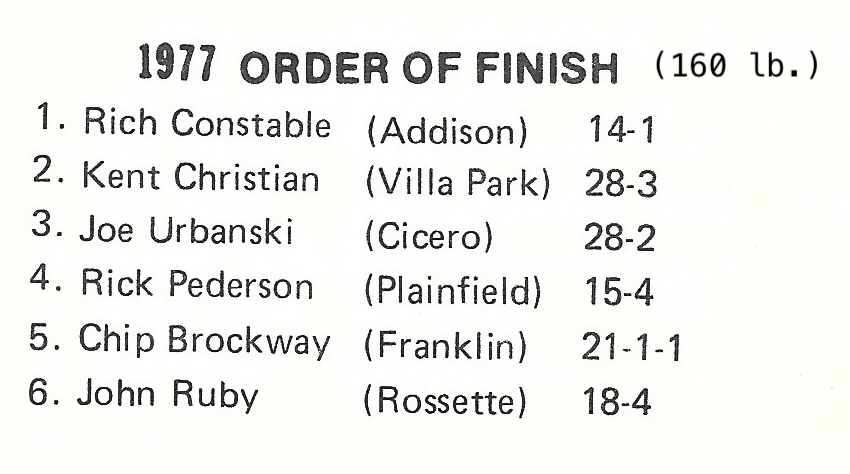 1977 ORDER OF FINISH (160 lb.)
1. Rich Constable (Addison) 14-1
2. Kent Christian (Villa Park) 28-3
3. Joe Urbanski (Cicero) 28-2
4. Rick Pederson (Plainfield) 15-4
5. Chip Brockway (Franklin) 21-1-1
6. John Ruby (Rossette) 18-4